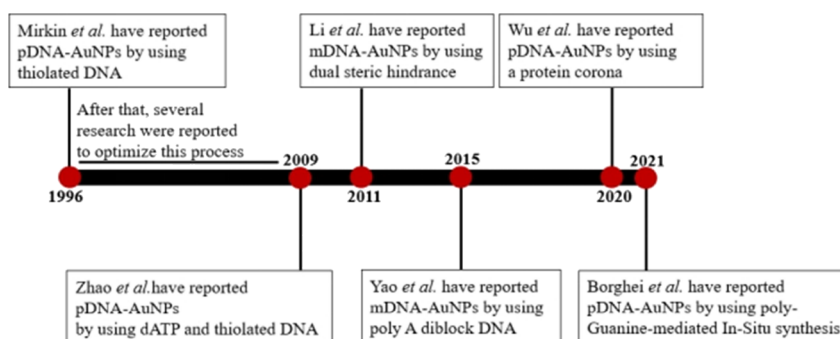 Mirkin et al. have reported
pDNA-AuNPs by using
thiolated DNA
Li et al. have reported
mDNA-AuNPs by using
dual steric hindrance
Wu et al. have reported
pDNA-AuNPs by using
a protein corona
After that, several
research were reported
to optimize this process
2009
2015
2021
1996
2011
2020
Zhao et al.have reported
pDNA-AuNPs
by using dATP and thiolated DNA
Yao et al. have reported
mDNA-AuNPs by using
poly A diblock DNA
Borghei et al. have reported
pDNA-AuNPs by using poly-
Guanine-mediated In-Situ synthesis